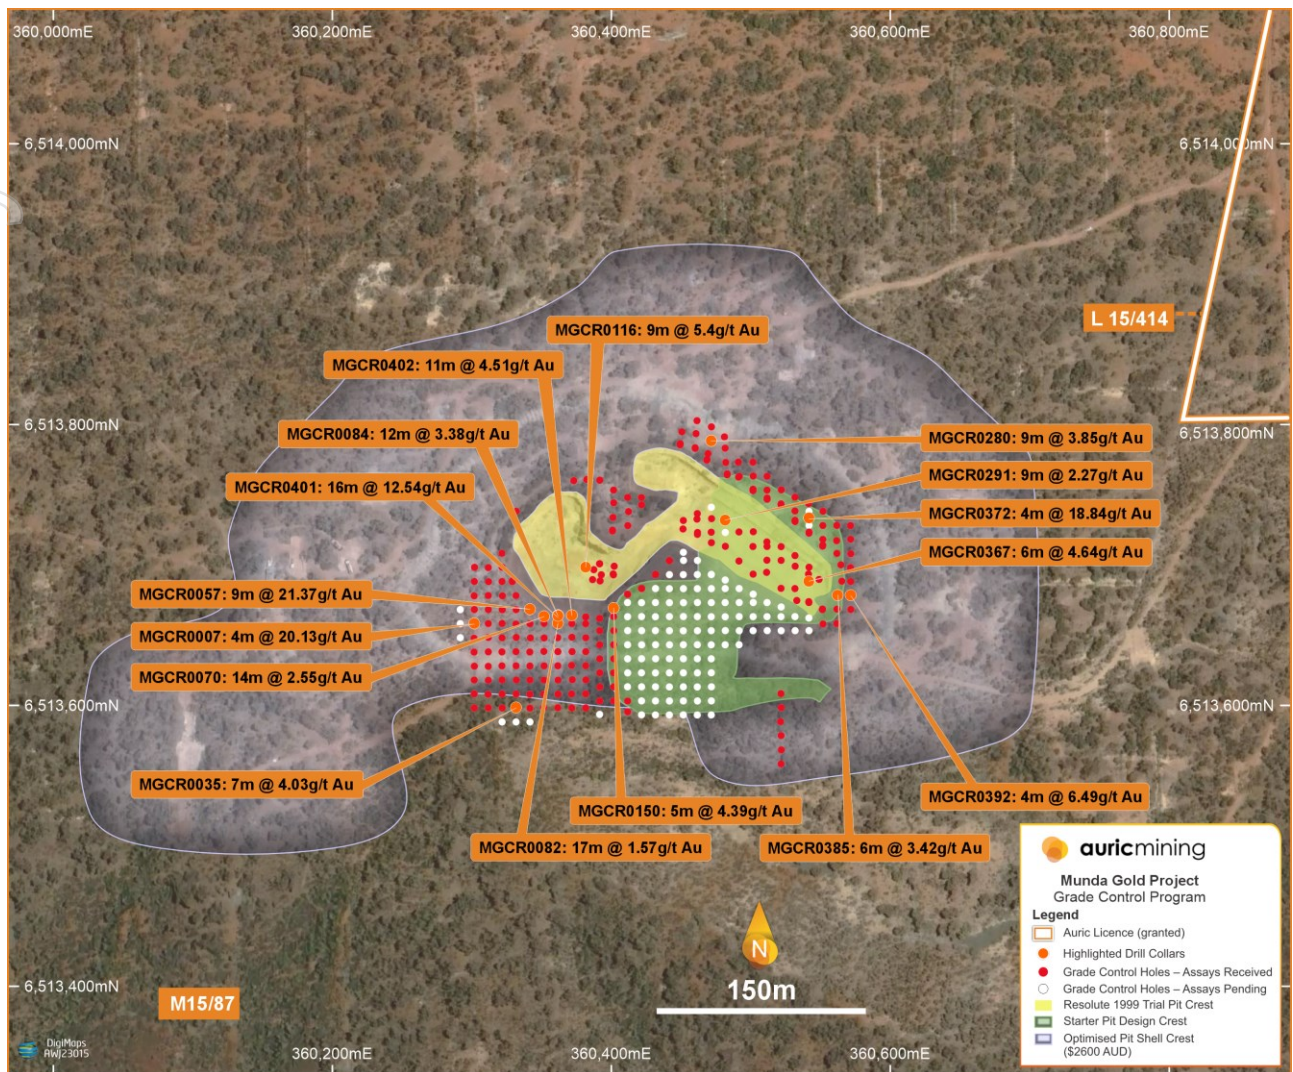 360,000mE
360,200mE
360,400mE
360,600mE
360,800mE
6,514,000mN
6,514,000mN
L 15/414
MGCR0116: 9m @ 5.4g/t Au
MGCR0402: 11m @ 4.51g/t Au
MGCR0084: 12m @ 3.38g/t Au
MGCR0401: 16m @ 12.54g/t Au
6,513,800mN
6,513,800mN
MGCR0280: 9m @ 3.85g/t Au
MGCR0291: 9m @ 2.27g/t Au
MGCR0372: 4m @ 18.84g/t Au
MGCR0367: 6m @ 4.64g/t Au
MGCR0057: 9m @ 21.37g/t Au
MGCR0007: 4m @ 20.13g/t Au
MGCR0070: 14m @ 2.55g/t Au
6,513,600mN
6,513,600mN
MGCR0035: 7m @ 4.03g/t Au
MGCR0150: 5m @ 4.39g/t Au
MGCR0392: 4m @ 6.49g/t Au
MGCR0082: 17m @ 1.57g/t Au
MGCR0385: 6m @ 3.42g/t Au
6,513,400mN
M15/87
N
150m
DigiMaps
AWJ23015
360,200mE
360,400mE
360,600mE
auricmining
Munda Gold Project
Grade Control Program
Legend
Auric Licence (granted)
Highlighted Drill Collars
Grade Control Holes – Assays Received
Grade Control Holes – Assays Pending
Resolute 1999 Trial Pit Crest
Starter Pit Design Crest
Optimised Pit Shell Crest
($2600 AUD)